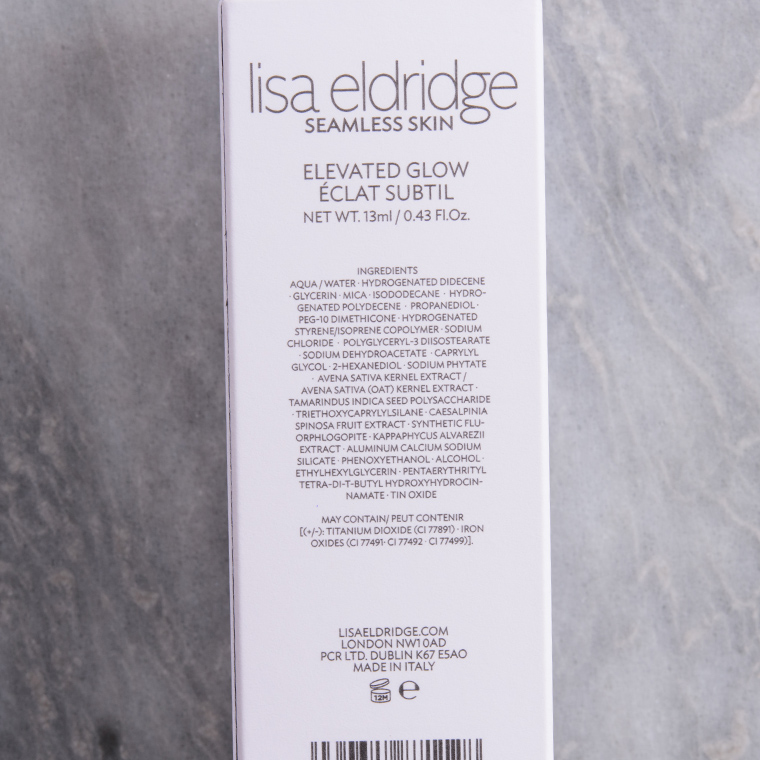 lisa eldridge
SEAMLESS SKIN
ELEVATED GLOW
ÉCLAT SUBTIL
NET WT. 13ml / 0.43 Fl.Oz.
INGREDIENTS
AQUA / WATER · HYDROGENATED DIDECENE
· GLYCERIN · MICA · ISODODECANE · HYDRO-
GENATED POLYDECENE · PROPANEDIOL ·
PEG-10 DIMETHICONE · HYDROGENATED
STYRENE/ISOPRENE COPOLYMER · SODIUM
CHLORIDE · POLYGLYCERYL-3 DIISOSTEARATE
· SODIUM DEHYDROACETATE · CAPRYLYL
GLYCOL · 2-HEXANEDIOL · SODIUM PHYTATE
· AVENA SATIVA KERNEL EXTRACT /
AVENA SATIVA (OAT) KERNEL EXTRACT ·
TAMARINDUS INDICA SEED POLYSACCHARIDE
· TRIETHOXYCAPRYLYLSILANE · CAESALPINIA
SPINOSA FRUIT EXTRACT · SYNTHETIC FLU-
ORPHLOGOPITE · KAPPAPHYCUS ALVAREZII
EXTRACT · ALUMINUM CALCIUM SODIUM
SILICATE · PHENOXYETHANOL · ALCOHOL ·
ETHYLHEXYLGLYCERIN · PENTAERYTHRITYL
TETRA-DI-T-BUTYL HYDROXYHYDROCIN-
NAMATE · TIN OXIDE
MAY CONTAIN/ PEUT CONTENIR
[(+/-): TITANIUM DIOXIDE (CI 77891) · IRON
OXIDES (CI 77491· CI 77492 · CI 77499)].
LISAELDRIDGE.COM
LONDON NW1 0AD
PCR LTD. DUBLIN K67 E5AO
MADE IN ITALY
12M e